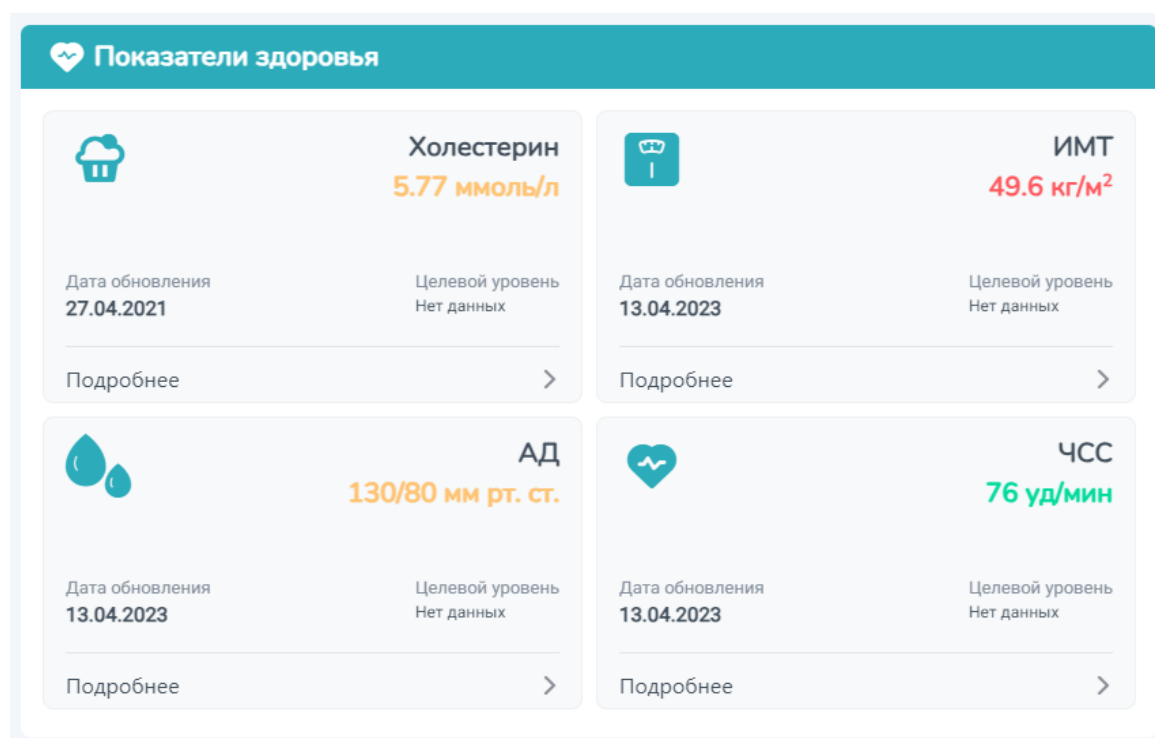 Показатели здоровья
Холестерин
5.77 ммоль/л
Дата обновления
27.04.2021
Целевой уровень
Нет данных
Подробнее
ИМТ
49.6 кг/м²
Дата обновления
13.04.2023
Целевой уровень
Нет данных
Подробнее
АД
130/80 мм рт. ст.
Дата обновления
13.04.2023
Целевой уровень
Нет данных
Подробнее
ЧСС
76 уд/мин
Дата обновления
13.04.2023
Целевой уровень
Нет данных
Подробнее